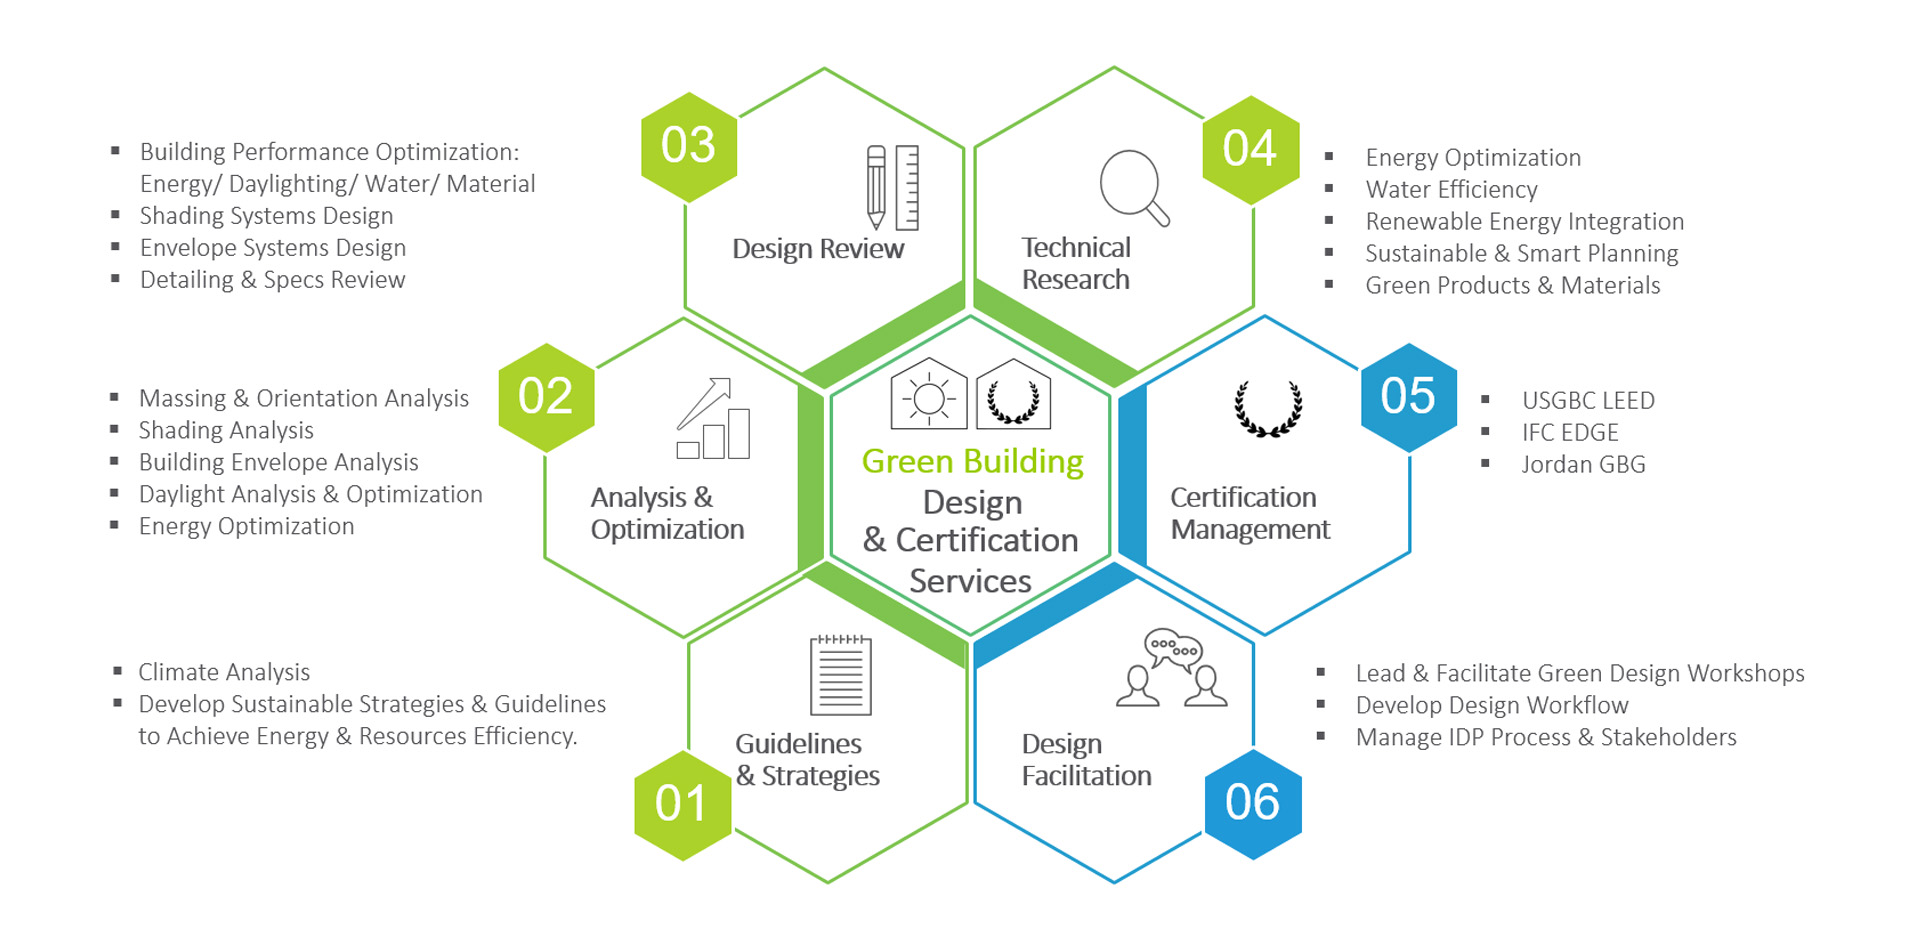 03
Building Performance Optimization:
Energy/ Daylighting/ Water/ Material
Shading Systems Design
Envelope Systems Design
Detailing & Specs Review
Design Review
04
Technical
Research
Energy Optimization
Water Efficiency
Renewable Energy Integration
Sustainable & Smart Planning
Green Products & Materials
02
Massing & Orientation Analysis
Shading Analysis
Building Envelope Analysis
Daylight Analysis & Optimization
Energy Optimization
Analysis &
Optimization
Green Building
Design
& Certification
Services
05
Certification
Management
USGBC LEED
IFC EDGE
Jordan GBG
Climate Analysis
Develop Sustainable Strategies & Guidelines
to Achieve Energy & Resources Efficiency.
Guidelines
& Strategies
01
Design
Facilitation
06
Lead & Facilitate Green Design Workshops
Develop Design Workflow
Manage IDP Process & Stakeholders